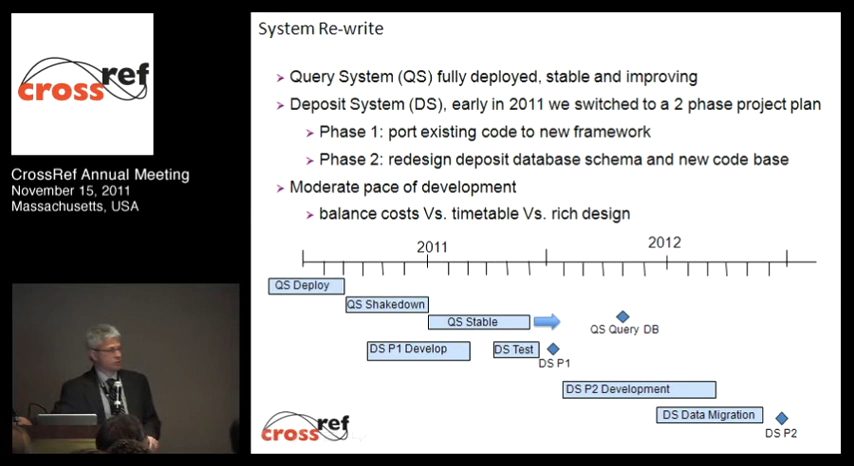 crossref
CrossRef Annual Meeting
November 15, 2011
Massachusetts, USA
System Re-write
Query System (QS) fully deployed, stable and improving
Deposit System (DS), early in 2011 we switched to a 2 phase project plan
Phase 1: port existing code to new framework
Phase 2: redesign deposit database schema and new code base
Moderate pace of development
balance costs Vs. timetable Vs. rich design
2011
2012
QS Deploy
QS Shakedown
QS Stable
QS Query DB
DS P1 Develop
DS Test
DS P1
DS P2 Development
DS Data Migration
DS P2
crossref